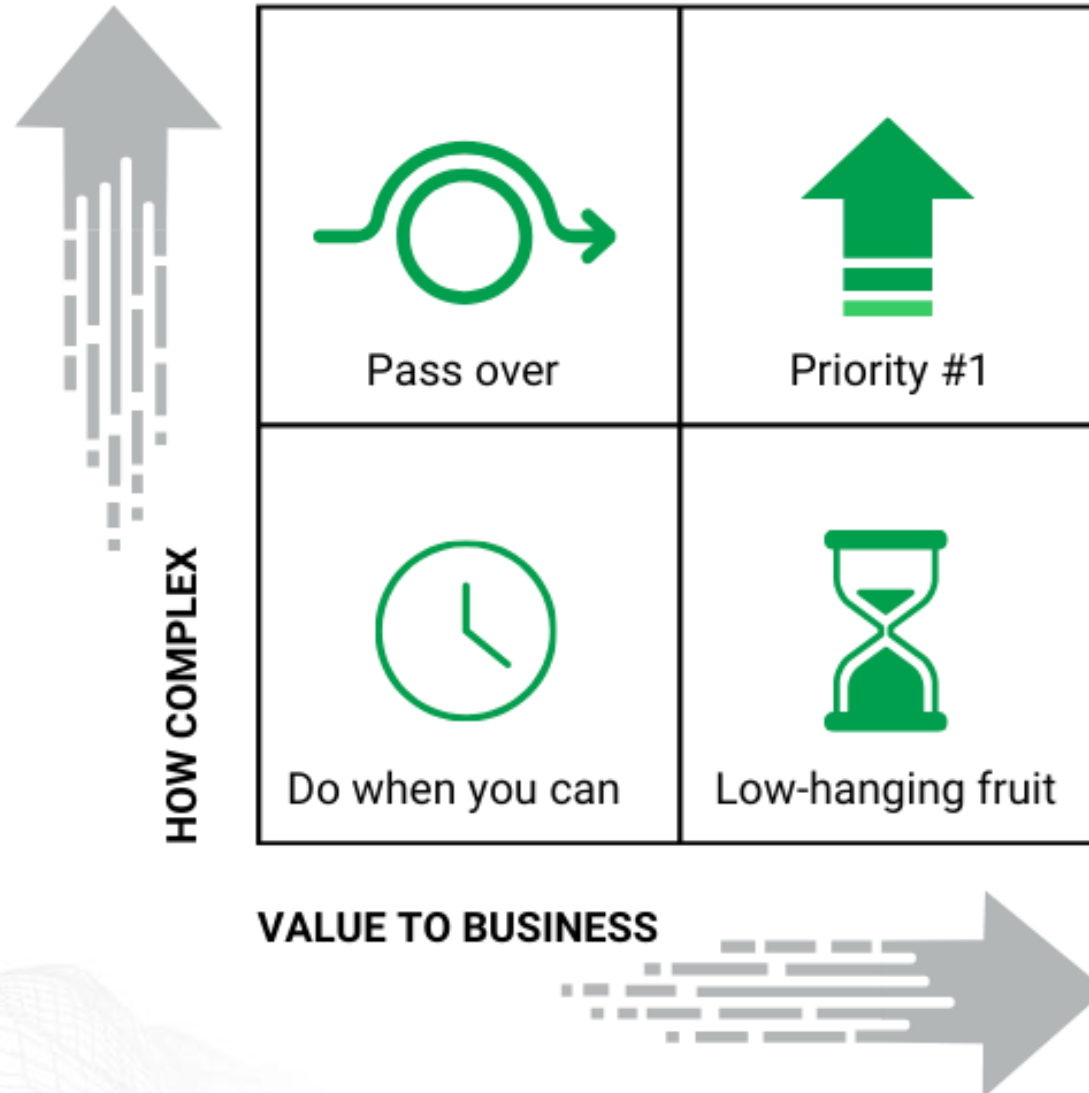 Pass over
Priority #1
Do when you can
Low-hanging fruit
HOW COMPLEX
VALUE TO BUSINESS